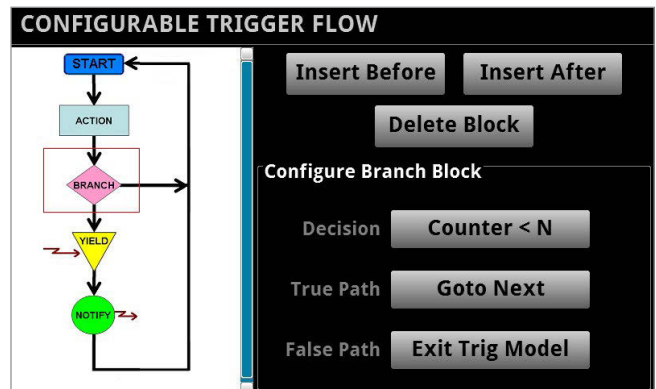 CONFIGURABLE TRIGGER FLOW
START
ACTION
BRANCH
YIELD
NOTIFY
Insert Before
Insert After
Delete Block
Configure Branch Block
Decision
Counter < N
True Path
Goto Next
False Path
Exit Trig Model